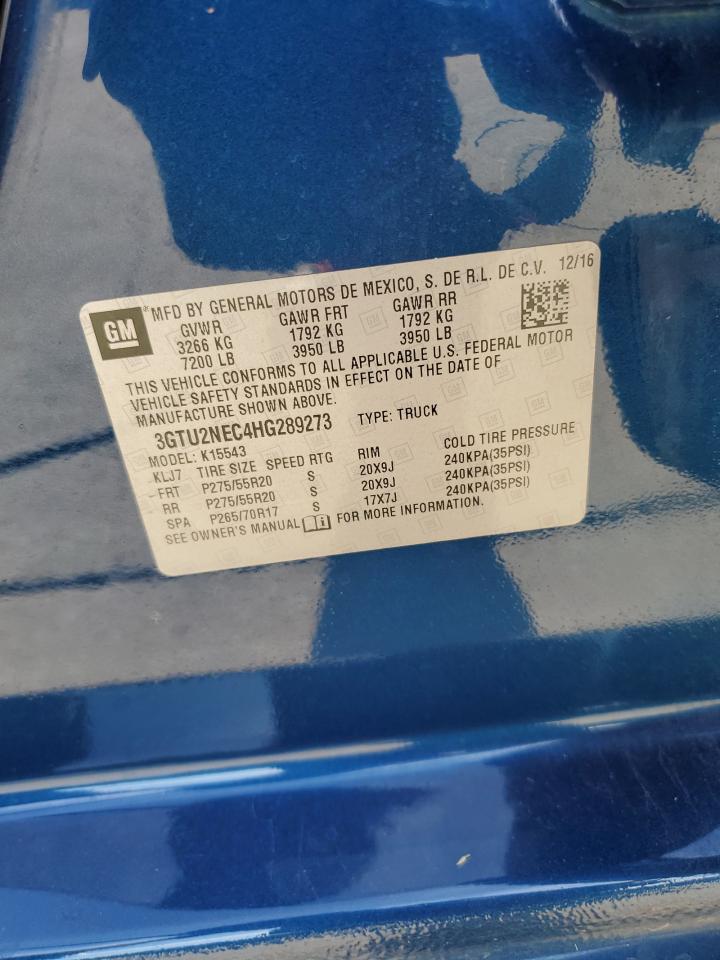 GM
*MFD BY GENERAL MOTORS DE MEXICO, S. DE R.L. DE C.V. 12/16
GVWR GAWR FRT GAWR RR
3266 KG 1792 KG 1792 KG
7200 LB 3950 LB 3950 LB
THIS VEHICLE CONFORMS TO ALL APPLICABLE U.S. FEDERAL MOTOR
VEHICLE SAFETY STANDARDS IN EFFECT ON THE DATE OF
MANUFACTURE SHOWN ABOVE.
3GTU2NEC4HG289273 TYPE: TRUCK
MODEL: K15543
KLJ7 TIRE SIZE SPEED RTG RIM COLD TIRE PRESSURE
FRT P275/55R20 S 20X9J 240KPA(35PSI)
RR P275/55R20 S 20X9J 240KPA(35PSI)
SPA P265/70R17 S 17X7J 240KPA(35PSI)
SEE OWNER'S MANUAL FOR MORE INFORMATION.